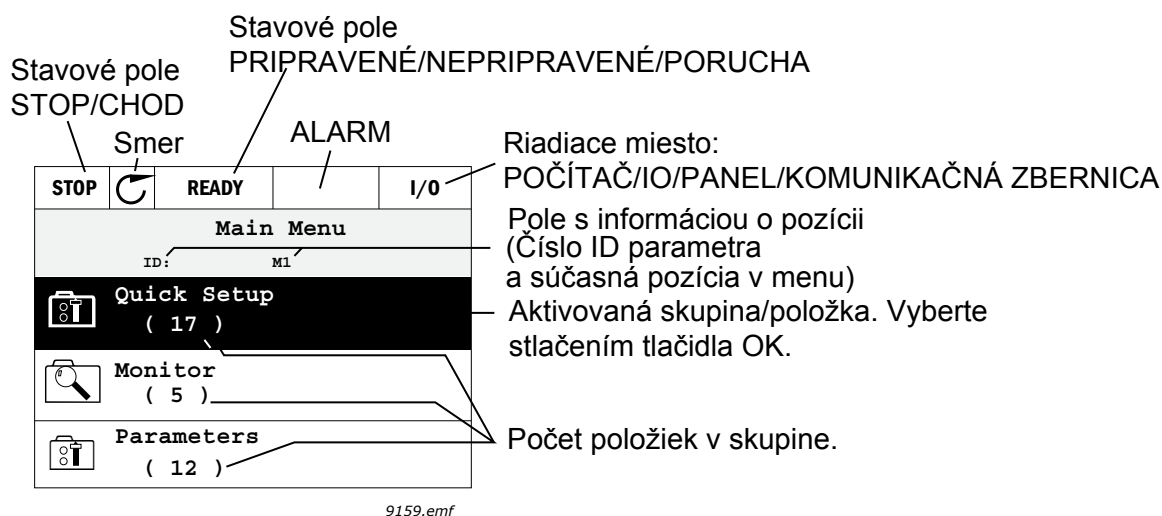 Stavové pole
PRIPRAVENÉ/NEPRIPRAVENÉ/PORUCHA
Stavové pole
STOP/CHOD
Smer
ALARM
Riadiace miesto:
POČÍTAČ/IO/PANEL/KOMUNIKAČNÁ ZBERNICA
STOP
READY
I/O
Main Menu
ID:
M1
Pole s informáciou o pozícii
(Číslo ID parametra
a súčasná pozícia v menu)
Quick Setup
( 17 )
Aktivovaná skupina/položka. Vyberte
stlačením tlačidla OK.
Monitor
( 5 )
Parameters
( 12 )
Počet položiek v skupine.
9159.emf